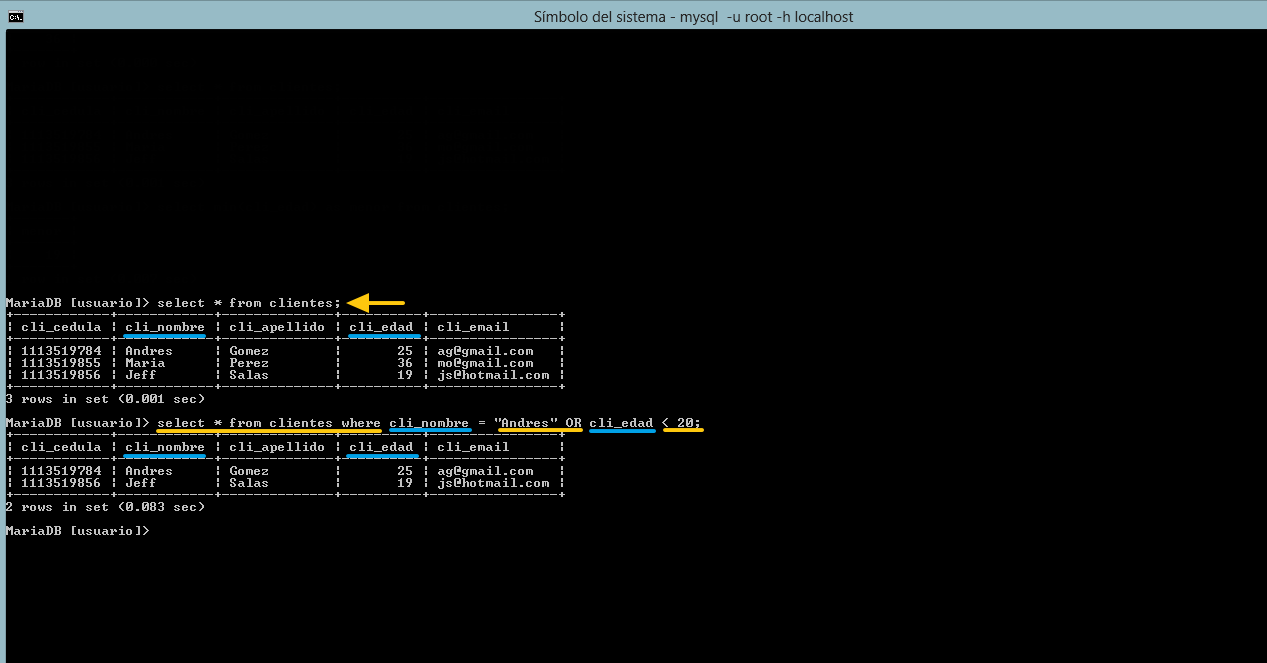 Símbolo del sistema - mysql  -u root -h localhost
MariaDB [usuario]> select * from clientes;
+-------------+------------+--------------+----------+----------------+
¦ cli_cedula ¦ cli_nombre ¦ cli_apellido ¦ cli_edad ¦ cli_email      ¦
+-------------+------------+--------------+----------+----------------+
¦ 1113519784 ¦ Andres     ¦ Gomez        ¦       25 ¦ ag@gmail.com   ¦
¦ 1113519855 ¦ Maria      ¦ Perez        ¦       36 ¦ mo@gmail.com   ¦
¦ 1113519856 ¦ Jeff       ¦ Salas        ¦       19 ¦ js@hotmail.com ¦
+-------------+------------+--------------+----------+----------------+
3 rows in set (0.001 sec)
MariaDB [usuario]> select * from clientes where cli_nombre = "Andres" OR cli_edad < 20;
+-------------+------------+--------------+----------+----------------+
¦ cli_cedula ¦ cli_nombre ¦ cli_apellido ¦ cli_edad ¦ cli_email      ¦
+-------------+------------+--------------+----------+----------------+
¦ 1113519784 ¦ Andres     ¦ Gomez        ¦       25 ¦ ag@gmail.com   ¦
¦ 1113519856 ¦ Jeff       ¦ Salas        ¦       19 ¦ js@hotmail.com ¦
+-------------+------------+--------------+----------+----------------+
2 rows in set (0.083 sec)
MariaDB [usuario]>